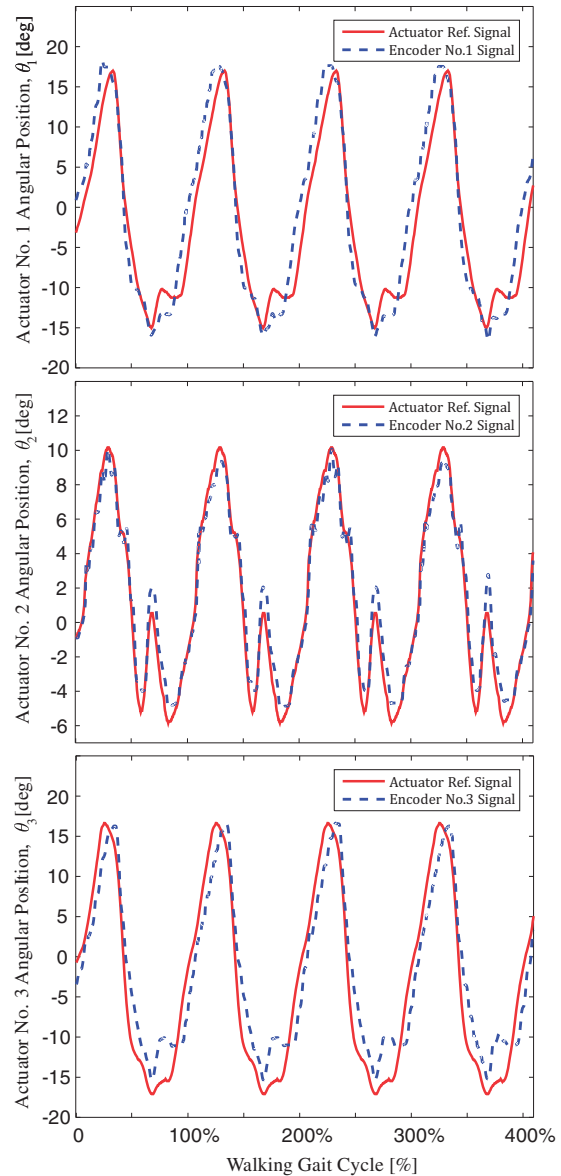 Actuator No. 1 Angular Position, θ1 [deg]
20
15
10
5
0
-5
-10
-15
-20
Actuator Ref. Signal
Encoder No.1 Signal
Actuator No. 2 Angular Position, θ2 [deg]
12
10
8
6
4
2
0
-2
-4
-6
Actuator Ref. Signal
Encoder No.2 Signal
Actuator No. 3 Angular Position, θ3 [deg]
20
15
10
5
0
-5
-10
-15
-20
Actuator Ref. Signal
Encoder No.3 Signal
0 100% 200% 300% 400%
Walking Gait Cycle [%]